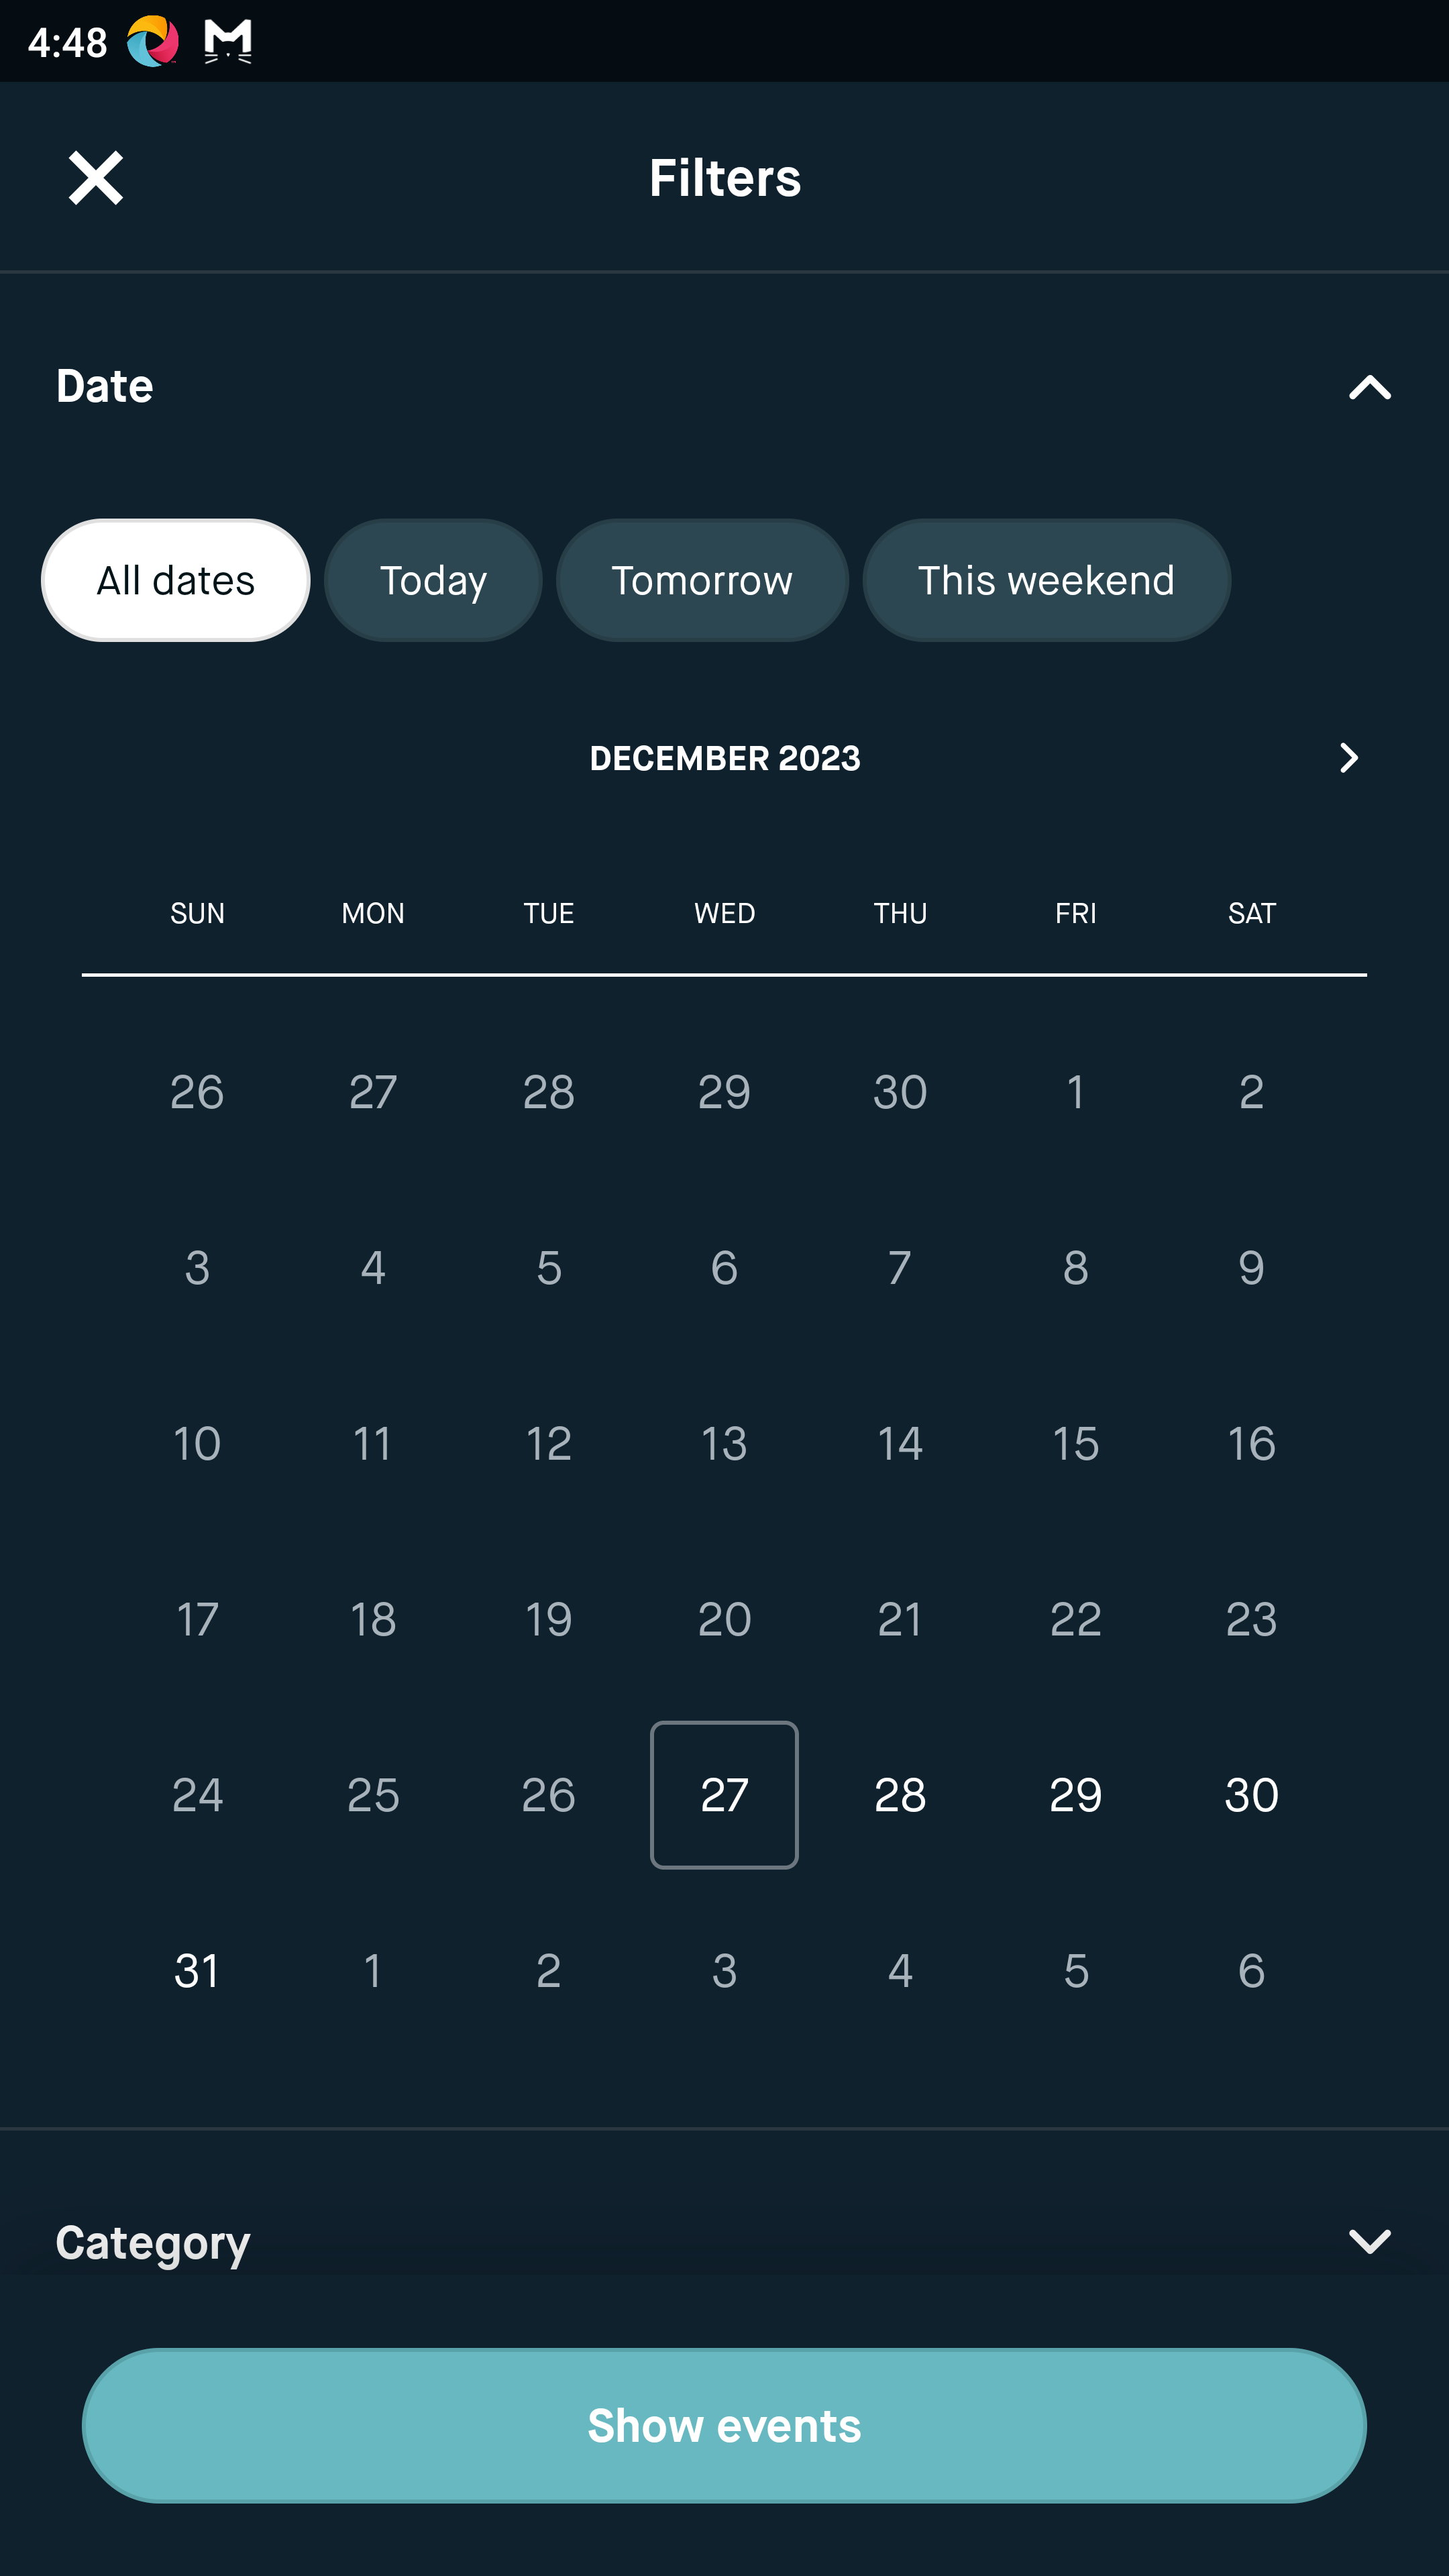 4:48
Filters
Date
All dates Today Tomorrow This weekend
DECEMBER 2023
SUN MON TUE WED THU FRI SAT
26 27 28 29 30 1 2
3 4 5 6 7 8 9
10 11 12 13 14 15 16
17 18 19 20 21 22 23
24 25 26 27 28 29 30
31 1 2 3 4 5 6
Category
Show events